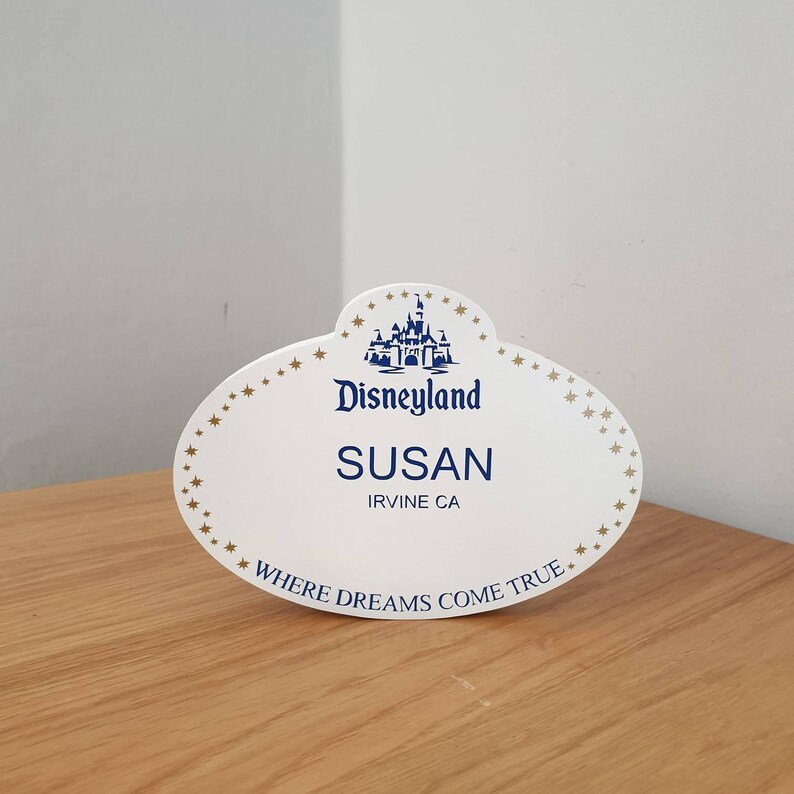 Disneyland
SUSAN
IRVINE CA
WHERE DREAMS COME TRUE